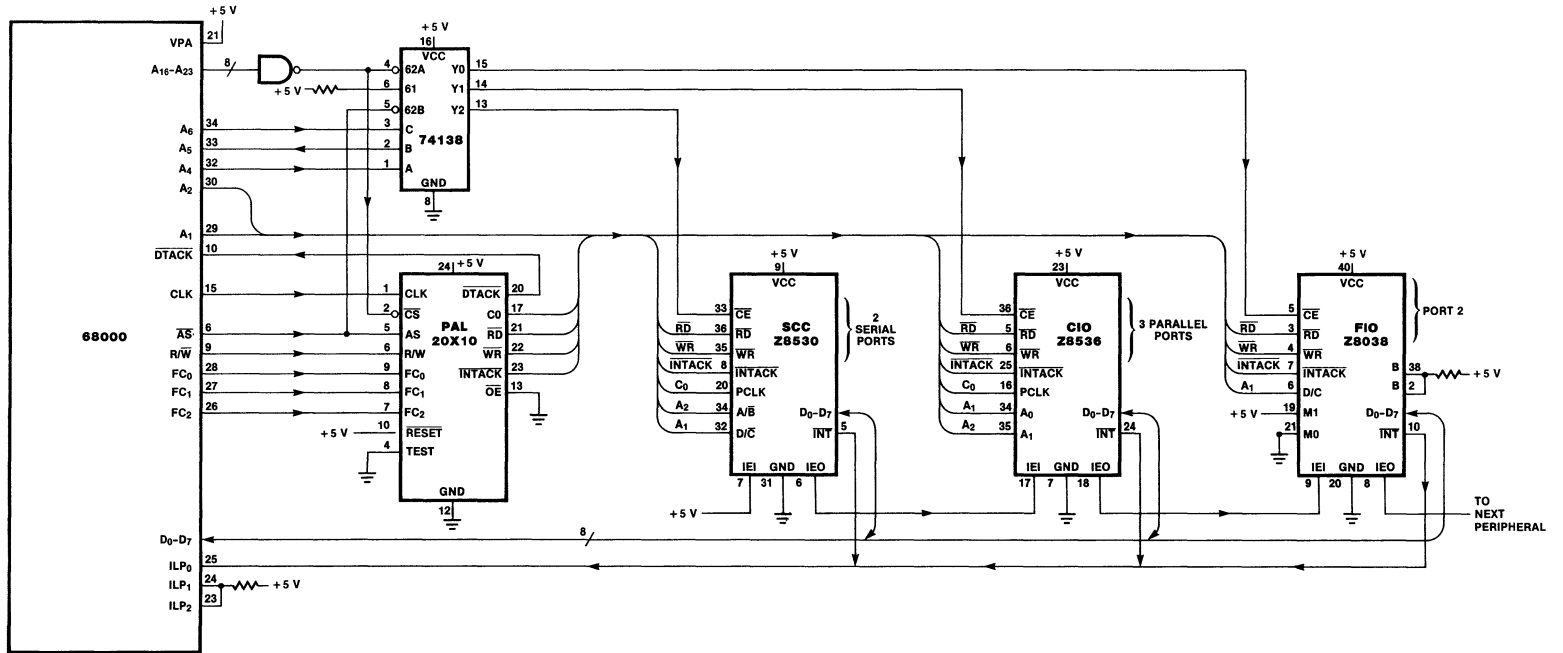 68000
+5 V
VPA 21
A16–A23 8
+5 V
A6 34
A5 33
A4 32
A2 30
A1 29
DTACK 10
CLK 15
AS 6
R/W 9
FC0 28
FC1 27
FC2 26
D0–D7 8
ILP0 25
ILP1 24
ILP2 23
+5 V
+5 V
16
VCC
4 62A Y0 15
6 61 Y1 14
5 62B Y2 13
3 C
74138
2 B
1 A
GND
8
24 +5 V
1 CLK DTACK 20
2 CS C0 17
PAL
20X10
5 AS RD 21
6 R/W WR 22
9 FC0 INTACK 23
8 FC1 OE 13
7 FC2
+5 V 10 RESET
4 TEST
GND
12
+5 V
9
VCC
33 CE
SCC
Z8530
RD 36 RD
WR 35 WR
INTACK 8 INTACK
C0 20 PCLK
A2 34 A/B D0–D7
A1 32 D/C INT 5
IEI GND IEO
7 31 6
+5 V
2
SERIAL
PORTS
+5 V
23
VCC
36 CE
CIO
Z8536
RD 5 RD
WR 6 WR
INTACK 25 INTACK
C0 16 PCLK
A1 34 A0 D0–D7
A2 35 A1 INT 24
IEI GND IEO
17 7 18
3 PARALLEL
PORTS
+5 V
40
VCC
5 CE
FIO
Z8038
RD 3 RD
WR 4 WR
INTACK 7 INTACK
A1 6 D/C
B 38
B 2
+5 V
+5 V 19 M1 D0–D7
21 M0 INT 10
IEI GND IEO
9 20 8
PORT 2
TO
NEXT
PERIPHERAL